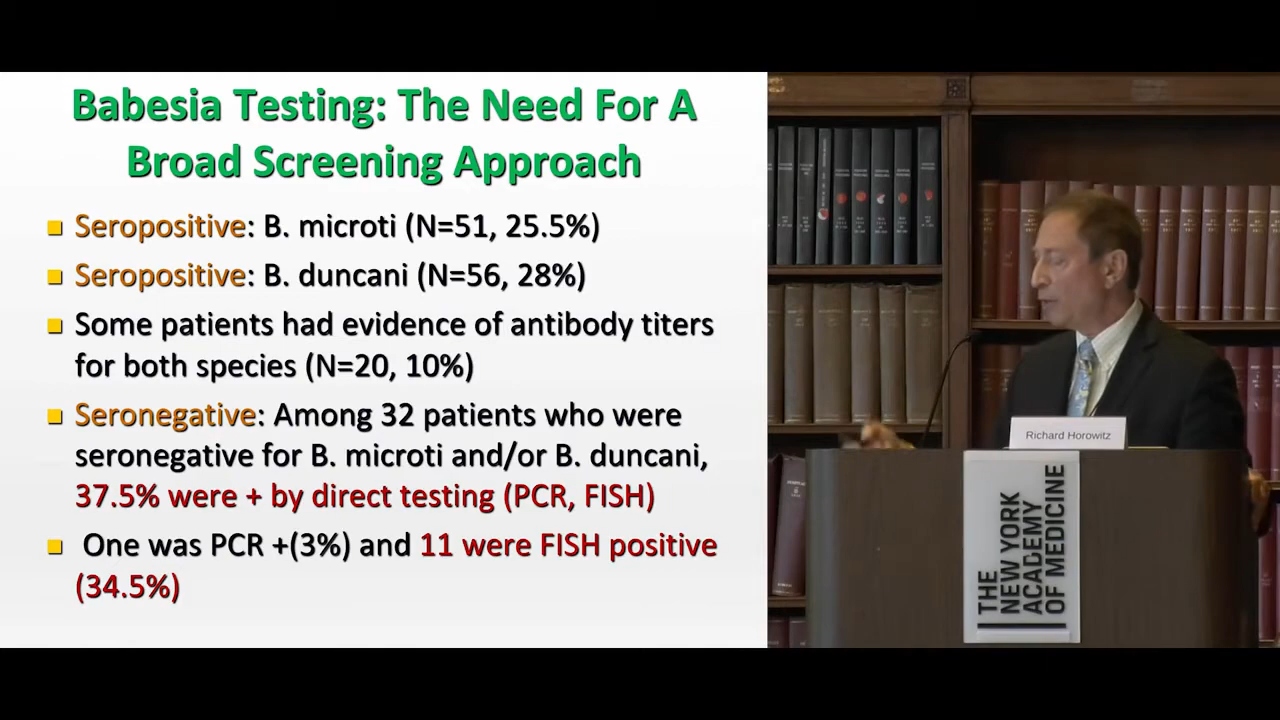 Babesia Testing: The Need For A
Broad Screening Approach
Seropositive: B. microti (N=51, 25.5%)
Seropositive: B. duncani (N=56, 28%)
Some patients had evidence of antibody titers
for both species (N=20, 10%)
Seronegative: Among 32 patients who were
seronegative for B. microti and/or B. duncani,
37.5% were + by direct testing (PCR, FISH)
One was PCR +(3%) and 11 were FISH positive
(34.5%)
Richard Horowitz
THE
NEW YORK
ACADEMY
OF MEDICINE